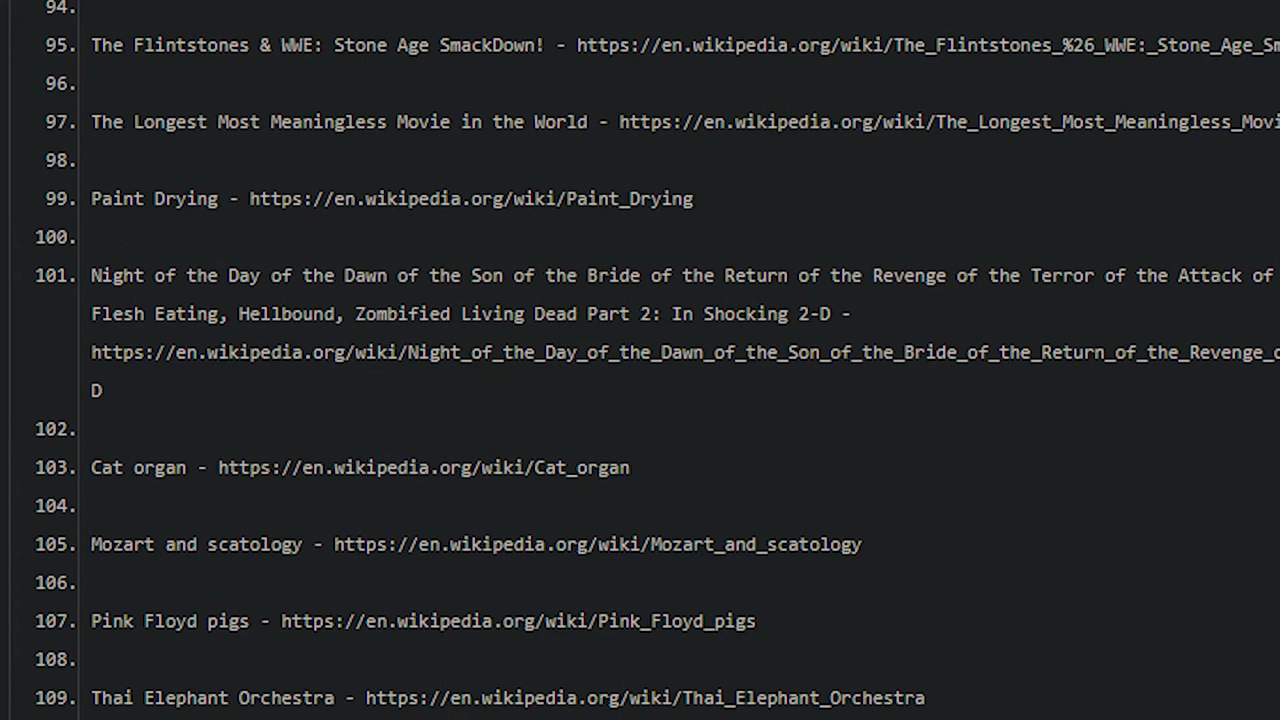 94.
95. The Flintstones & WWE: Stone Age SmackDown! - https://en.wikipedia.org/wiki/The_Flintstones_%26_WWE:_Stone_Age_Sm
96.
97. The Longest Most Meaningless Movie in the World - https://en.wikipedia.org/wiki/The_Longest_Most_Meaningless_Movi
98.
99. Paint Drying - https://en.wikipedia.org/wiki/Paint_Drying
100.
101. Night of the Day of the Dawn of the Son of the Bride of the Return of the Revenge of the Terror of the Attack of
Flesh Eating, Hellbound, Zombified Living Dead Part 2: In Shocking 2-D -
https://en.wikipedia.org/wiki/Night_of_the_Day_of_the_Dawn_of_the_Son_of_the_Bride_of_the_Return_of_the_Revenge_o
D
102.
103. Cat organ - https://en.wikipedia.org/wiki/Cat_organ
104.
105. Mozart and scatology - https://en.wikipedia.org/wiki/Mozart_and_scatology
106.
107. Pink Floyd pigs - https://en.wikipedia.org/wiki/Pink_Floyd_pigs
108.
109. Thai Elephant Orchestra - https://en.wikipedia.org/wiki/Thai_Elephant_Orchestra